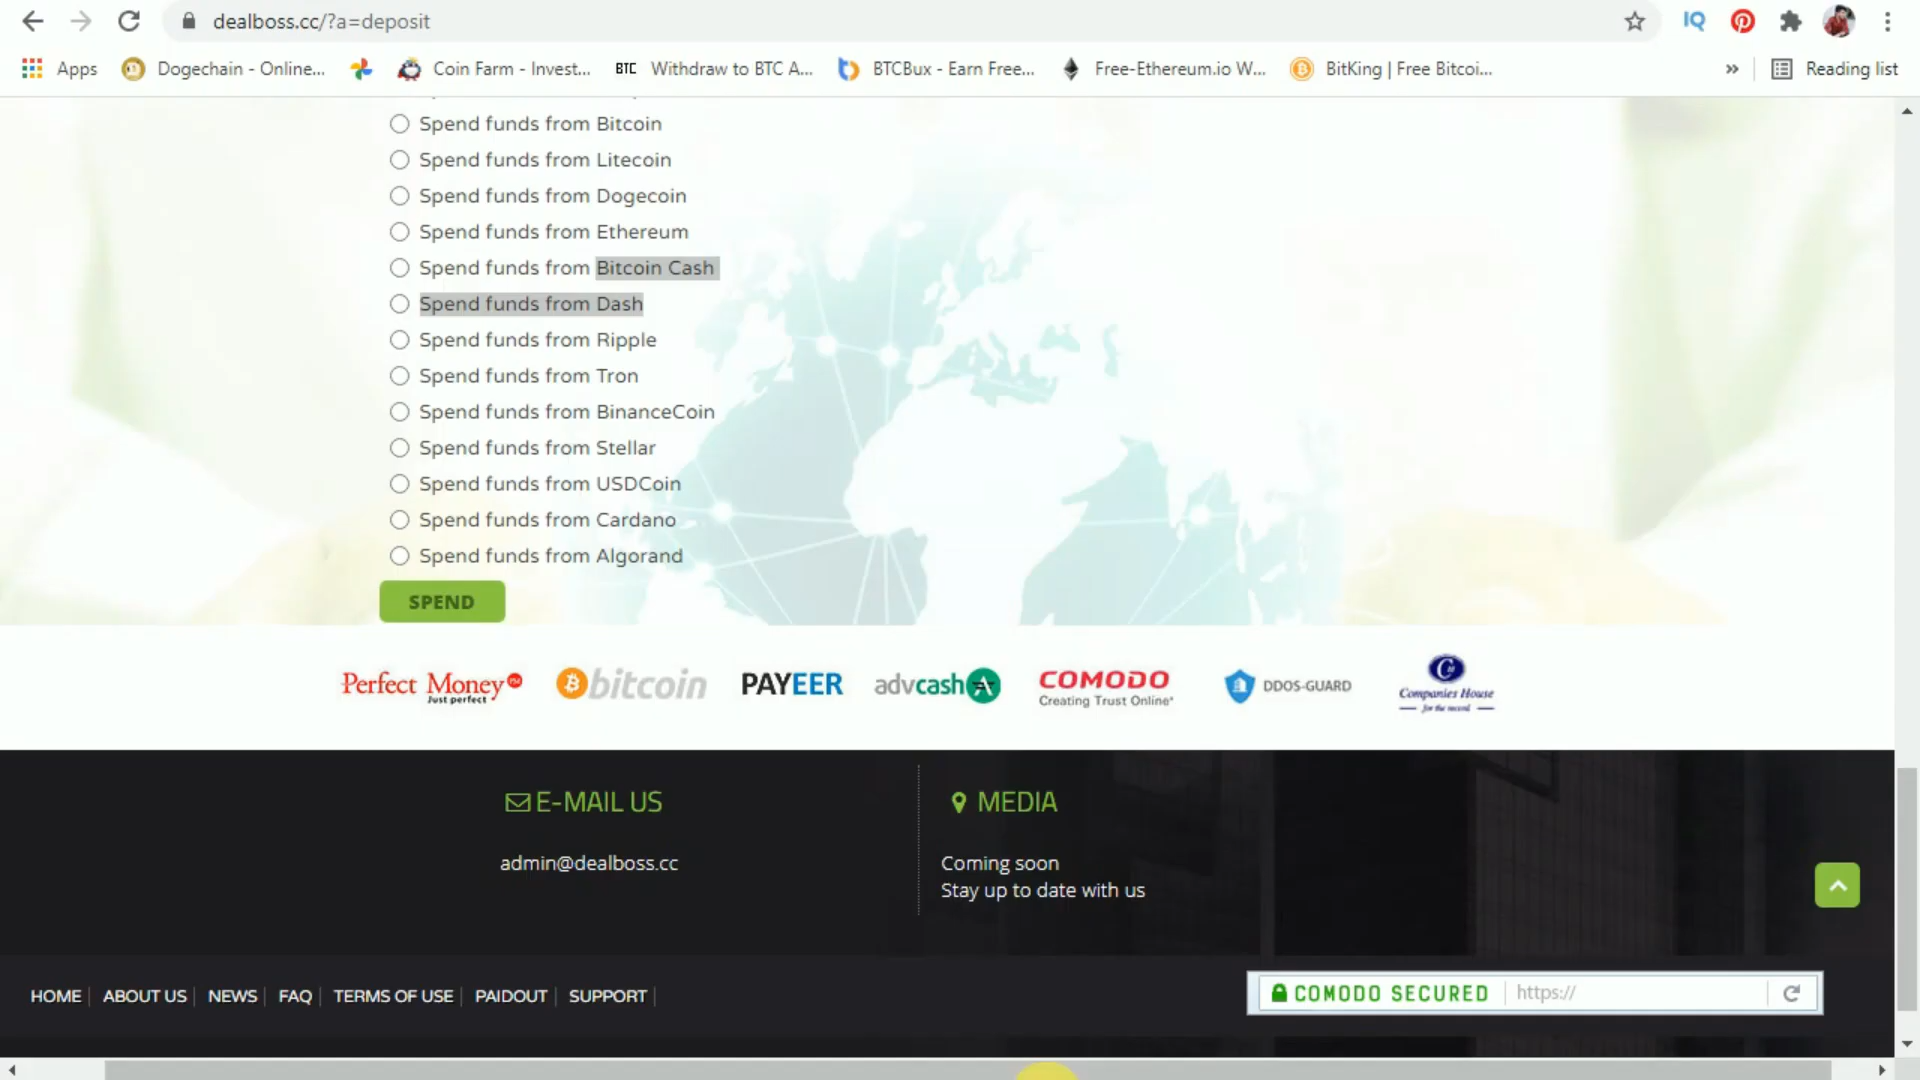 dealboss.cc/?a=deposit
IQ
Apps
Dogechain - Online...
Coin Farm - Invest...
BTC Withdraw to BTC A...
BTCBux - Earn Free...
Free-Ethereum.io W...
BitKing | Free Bitcoi...
»
Reading list
Spend funds from Bitcoin
Spend funds from Litecoin
Spend funds from Dogecoin
Spend funds from Ethereum
Spend funds from Bitcoin Cash
Spend funds from Dash
Spend funds from Ripple
Spend funds from Tron
Spend funds from BinanceCoin
Spend funds from Stellar
Spend funds from USDCoin
Spend funds from Cardano
Spend funds from Algorand
SPEND
Perfect Money
Just perfect
bitcoin
PAYEER
advcash
COMODO
Creating Trust Online*
DDOS-GUARD
Companies House
for the record
E-MAIL US
admin@dealboss.cc
MEDIA
Coming soon
Stay up to date with us
HOME
ABOUT US
NEWS
FAQ
TERMS OF USE
PAIDOUT
SUPPORT
COMODO SECURED
https://